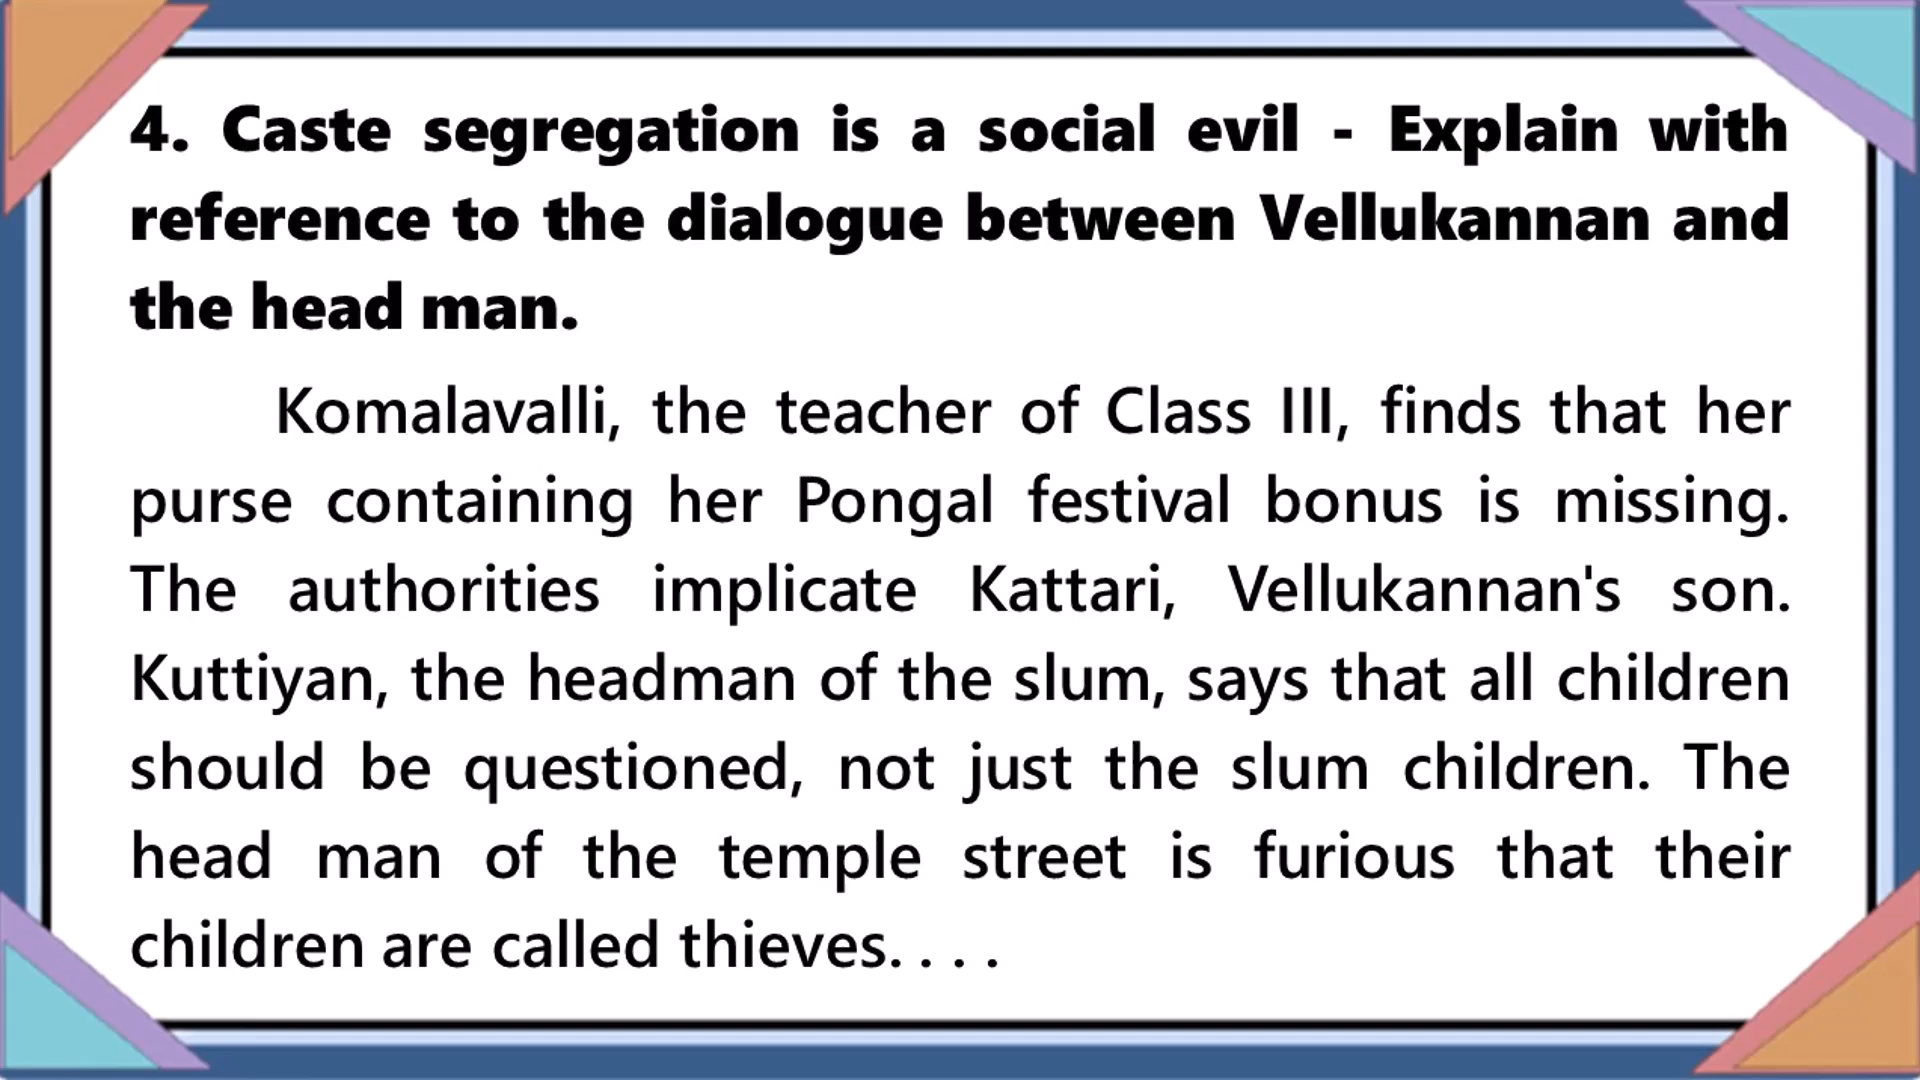 4. Caste segregation is a social evil - Explain with
reference to the dialogue between Vellukannan and
the head man.
Komalavalli, the teacher of Class III, finds that her
purse containing her Pongal festival bonus is missing.
The authorities implicate Kattari, Vellukannan's son.
Kuttiyan, the headman of the slum, says that all children
should be questioned, not just the slum children. The
head man of the temple street is furious that their
children are called thieves. . . .